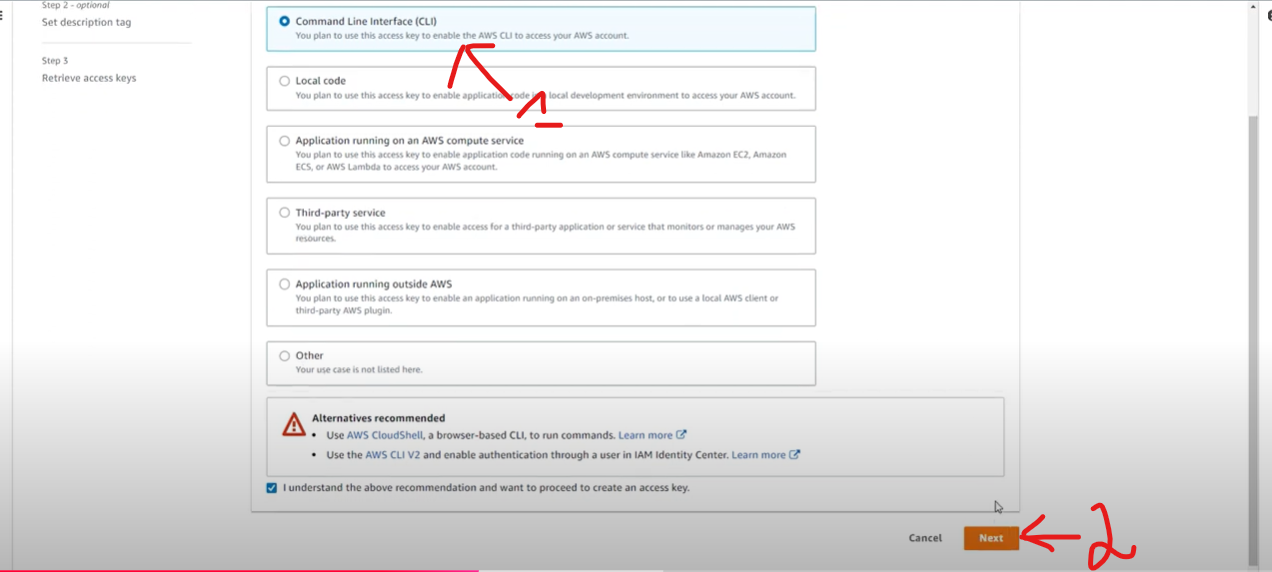 Step 2 - optional
Set description tag
Step 3
Retrieve access keys
Command Line Interface (CLI)
You plan to use this access key to enable the AWS CLI to access your AWS account.
Local code
You plan to use this access key to enable application code local development environment to access your AWS account.
1
Application running on an AWS compute service
You plan to use this access key to enable application code running on an AWS compute service like Amazon EC2, Amazon
ECS, or AWS Lambda to access your AWS account.
Third-party service
You plan to use this access key to enable access for a third-party application or service that monitors or manages your AWS
resources.
Application running outside AWS
You plan to use this access key to enable an application running on an on-premises host, or to use a local AWS client or
third-party AWS plugin.
Other
Your use case is not listed here.
Alternatives recommended
• Use AWS CloudShell, a browser-based CLI, to run commands. Learn more
• Use the AWS CLI V2 and enable authentication through a user in IAM Identity Center. Learn more
I understand the above recommendation and want to proceed to create an access key.
Cancel Next
2